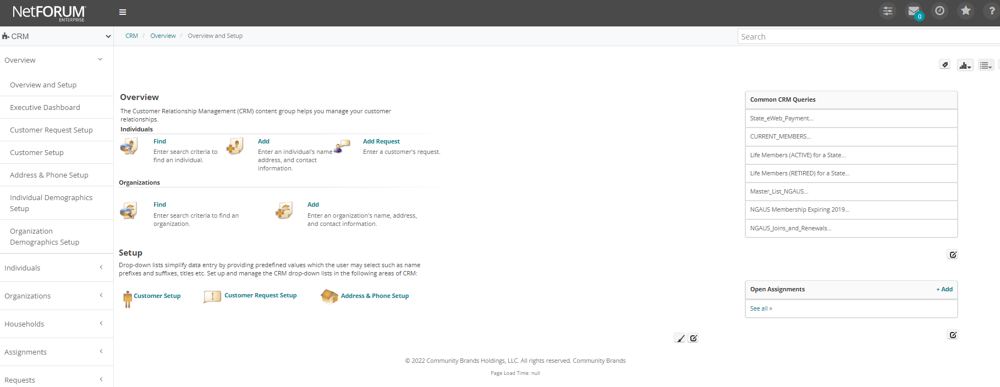 NetFORUM
ENTERPRISE
0
?
CRM
CRM / Overview / Overview and Setup
Search
Overview
Overview and Setup
Executive Dashboard
Customer Request Setup
Customer Setup
Address & Phone Setup
Individual Demographics
Setup
Organization
Demographics Setup
Individuals
Organizations
Households
Assignments
Requests
Overview
The Customer Relationship Management (CRM) content group helps you manage your customer
relationships.
Individuals
Find
Enter search criteria to
find an individual.
Add
Enter an individual's name
address, and contact
information.
Add Request
Enter a customer's request.
Organizations
Find
Enter search criteria to find an
organization.
Add
Enter an organization's name, address,
and contact information.
Setup
Drop-down lists simplify data entry by providing predefined values which the user may select such as name
prefixes and suffixes, titles etc. Set up and manage the CRM drop-down lists in the following areas of CRM:
Customer Setup
Customer Request Setup
Address & Phone Setup
Common CRM Queries
State_eWeb_Payment...
CURRENT_MEMBERS...
Life Members (ACTIVE) for a State...
Life Members (RETIRED) for a State...
Master_List_NGAUS...
NGAUS Membership Expiring 2019...
NGAUS_Joins_and_Renewals...
Open Assignments
+ Add
See all »
© 2022 Community Brands Holdings, LLC. All rights reserved. Community Brands
Page Load Time: null